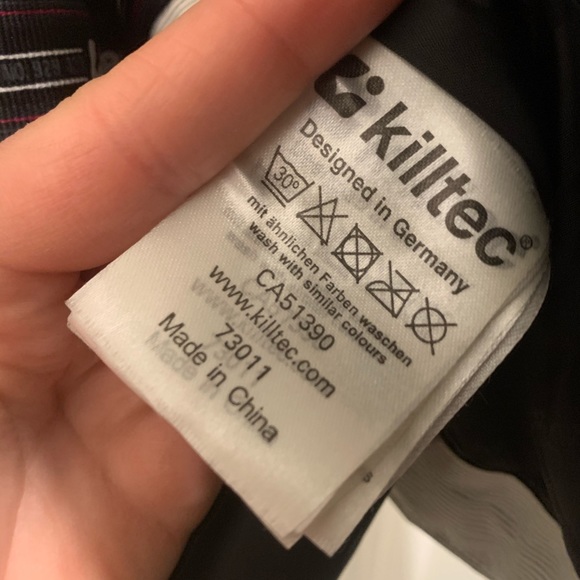 killtec®
Designed in Germany
30°
mit ähnlichen Farben waschen
wash with similar colours
CA51390
www.killtec.com
73011
Made in China